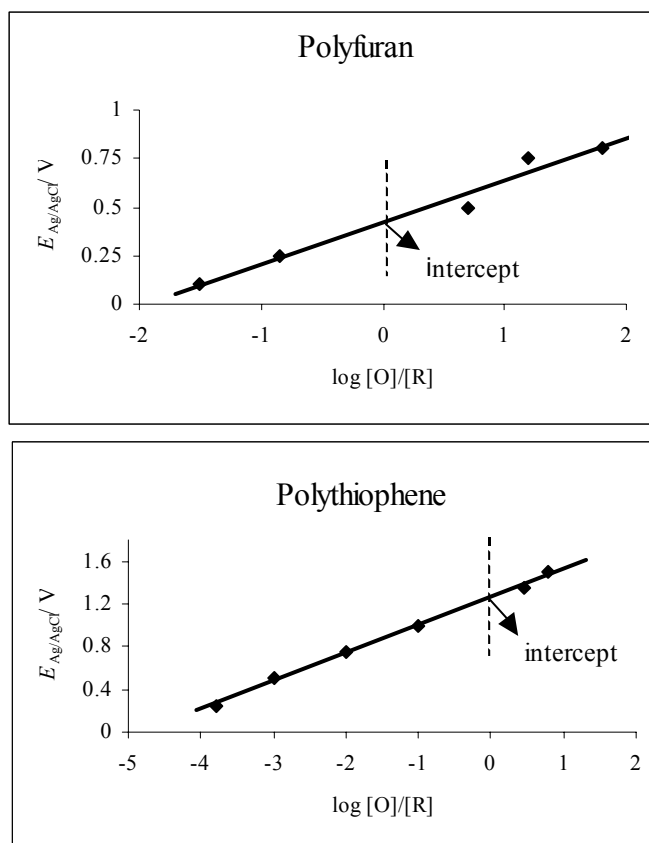 Polyfuran
1
0.75
0.5
0.25
0
E Ag/AgCl/ V
intercept
-2 -1 0 1 2
log [O]/[R]
Polythiophene
1.6
1.2
0.8
0.4
0
E Ag/AgCl/ V
intercept
-5 -4 -3 -2 -1 0 1 2
log [O]/[R]